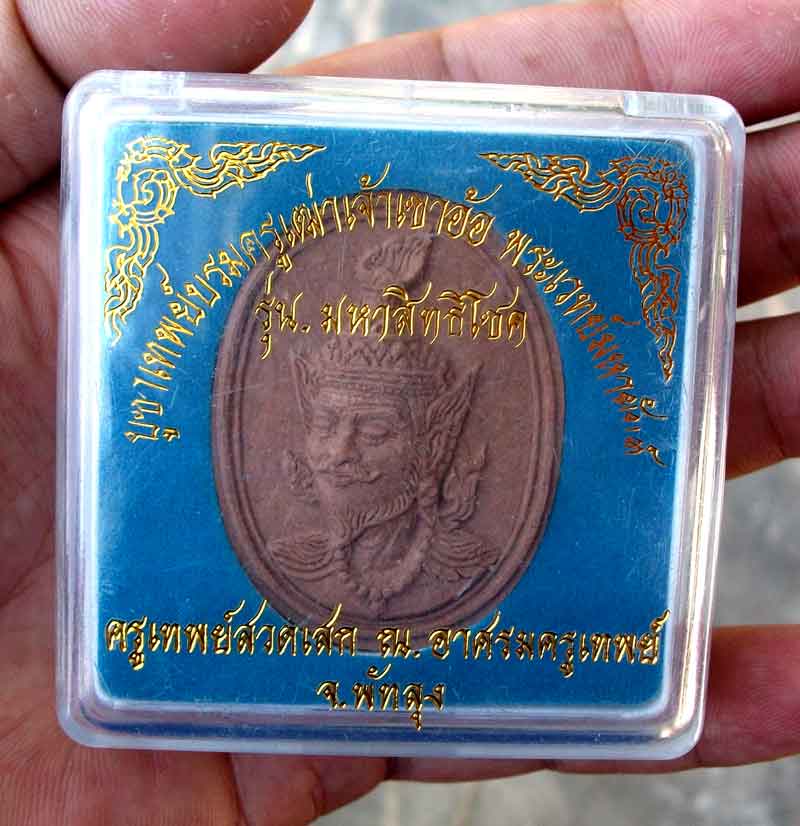 บูชาเทพย์บรมครูเฒ่าเจ้าเขาอ้อ พระเวทย์มหายันต์
รุ่น. มหาสิทธิโชค
ครูเทพย์สวดเสก ณ. อาศรมครูเทพย์
จ.พัทลุง